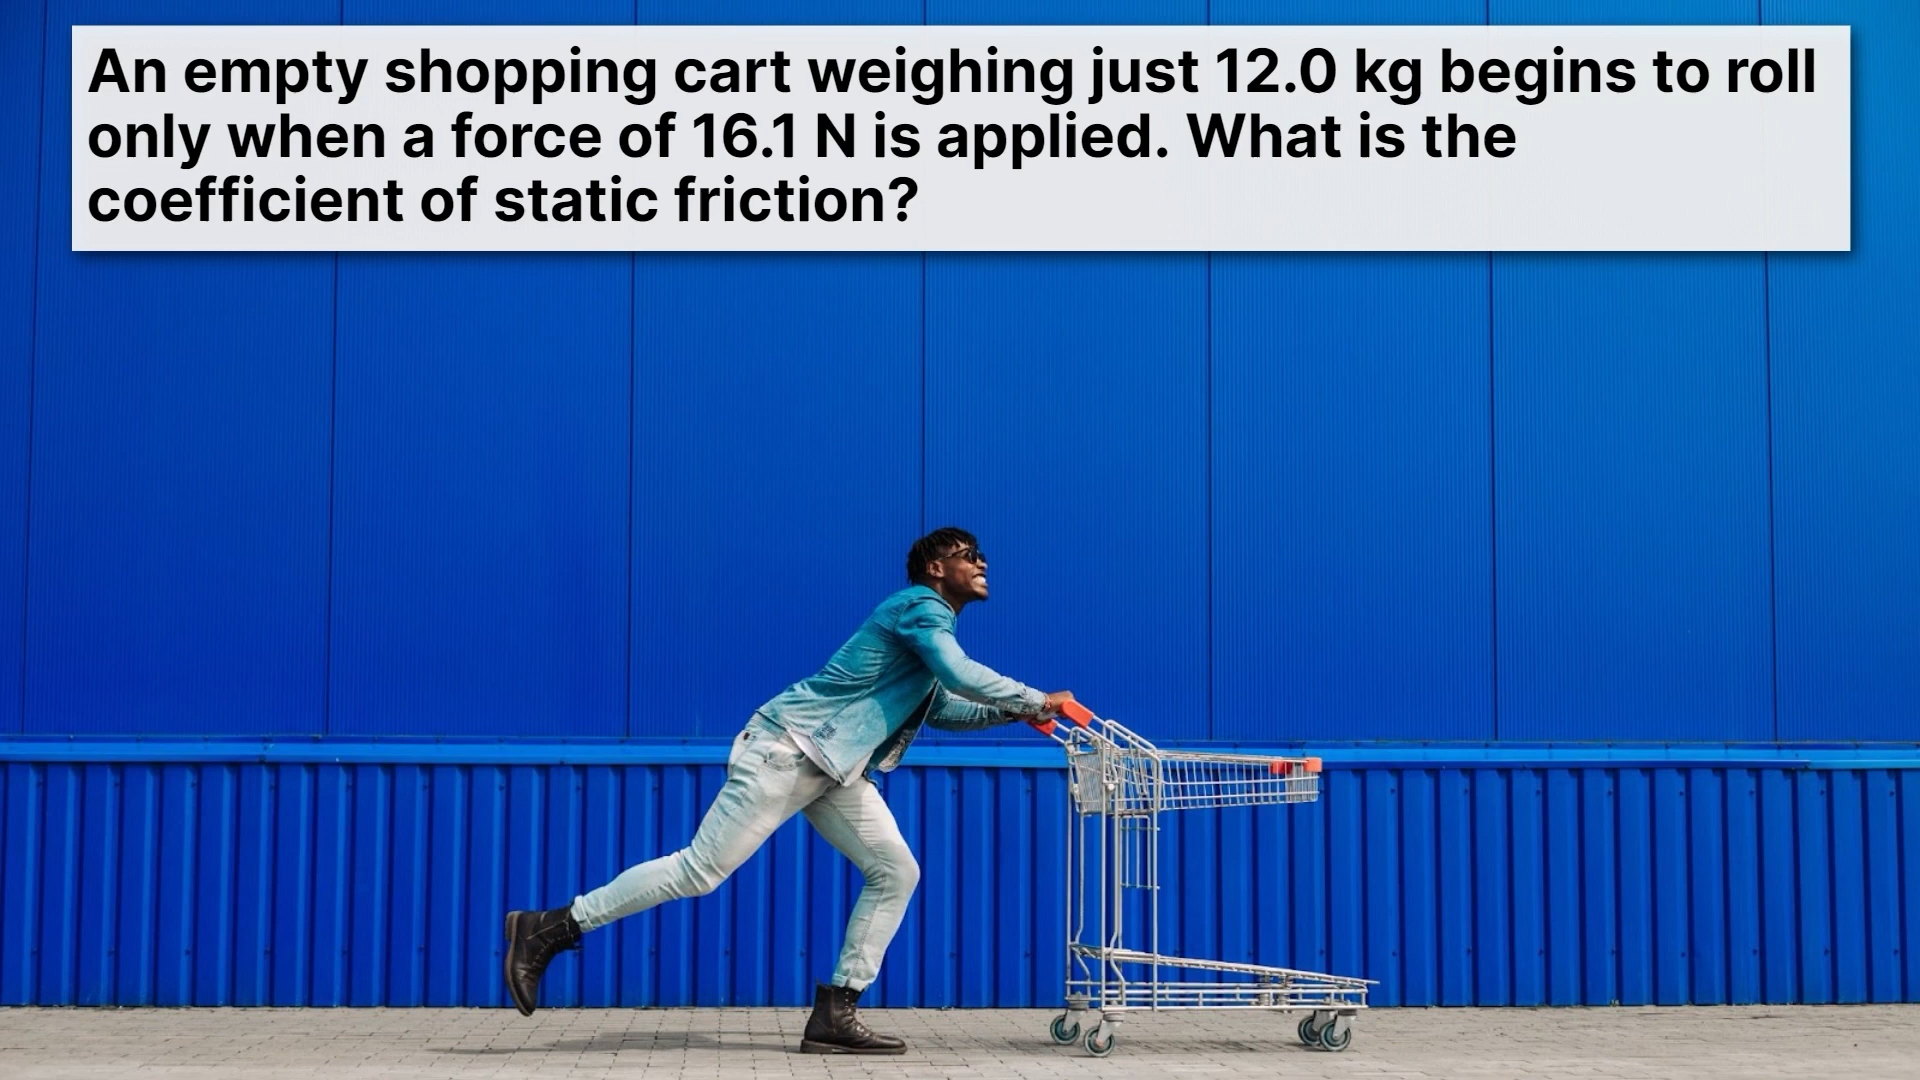 An empty shopping cart weighing just 12.0 kg begins to roll
only when a force of 16.1 N is applied. What is the
coefficient of static friction?